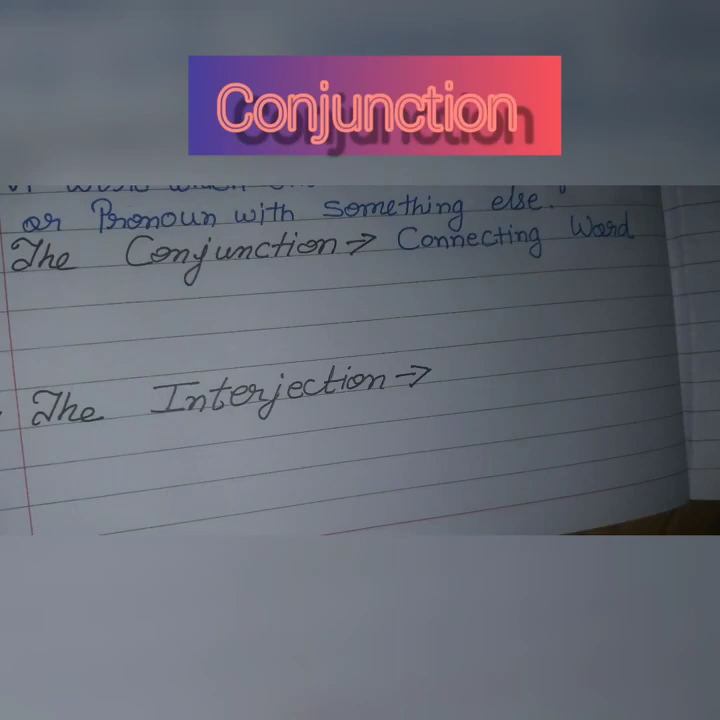 Conjunction
or Pronoun with something else."
The Conjunction → Connecting Word
The Interjection →